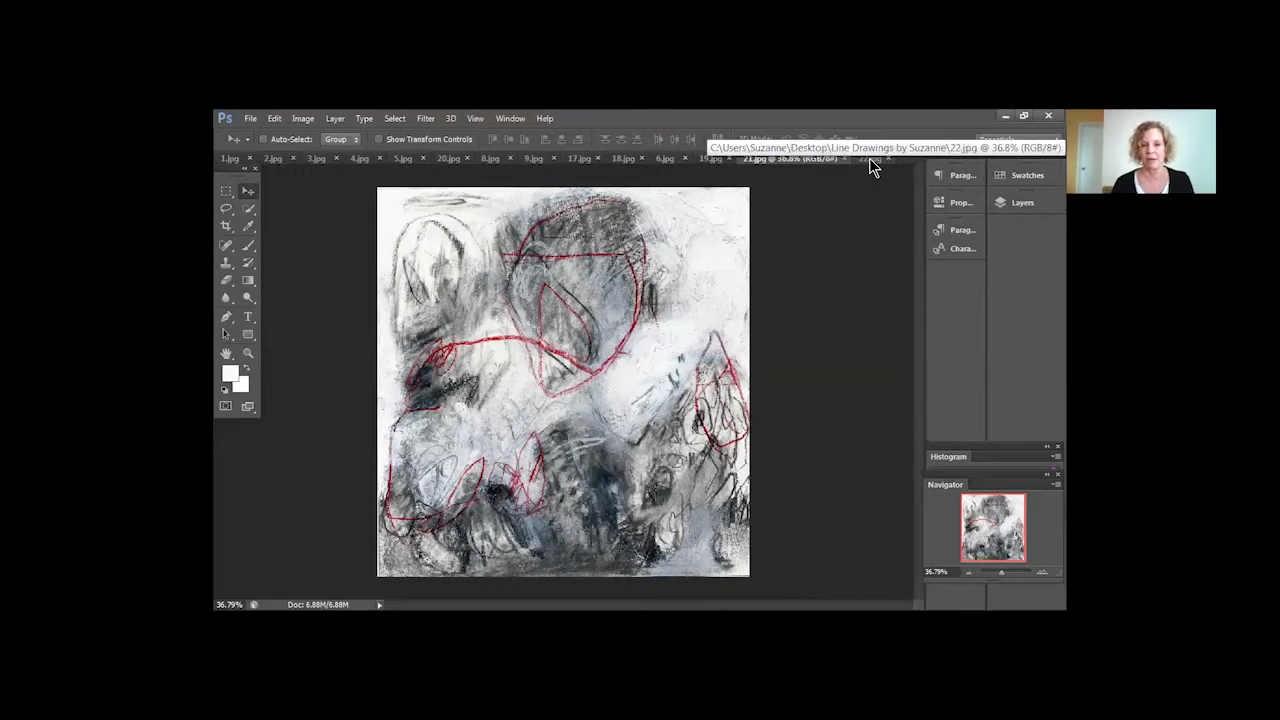 Ps File Edit Image Layer Type Select Filter 3D View Window Help
Auto-Select: Group Show Transform Controls
C:\Users\Suzanne\Desktop\Line Drawings by Suzanne\22.jpg @ 36.8% (RGB/8#)
1.jpg 2.jpg 3.jpg 4.jpg 5.jpg 20.jpg 9.jpg 17.jpg 18.jpg 6.jpg 19.jpg 21.jpg @ 36.8% (RGB/8#) 22.jpg
Parag... Swatches
Prop... Layers
Parag...
Chara...
Histogram
Navigator
36.79%
36.79% Doc: 6.88M/6.88M